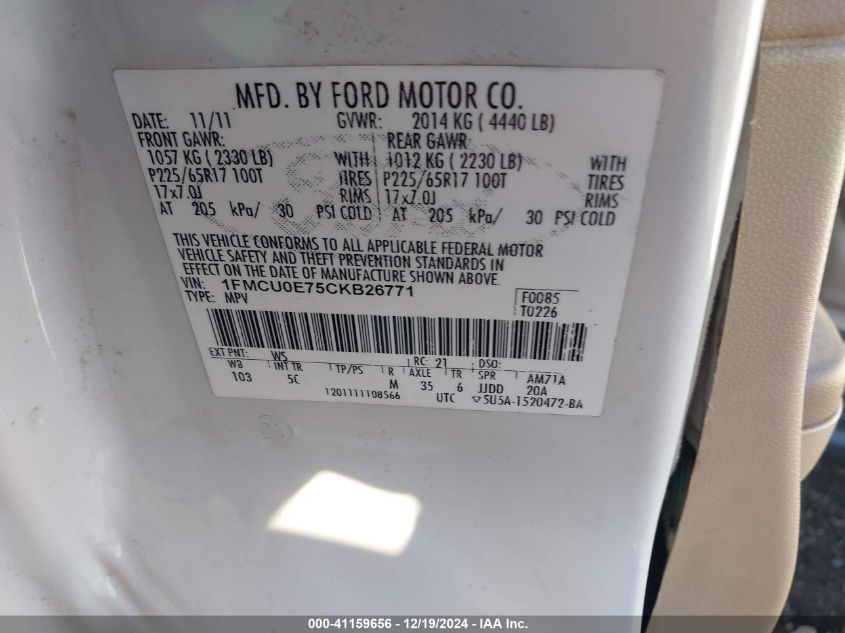 MFD. BY FORD MOTOR CO.
DATE: 11/11 GVWR: 2014 KG ( 4440 LB)
FRONT GAWR: REAR GAWR:
1057 KG ( 2330 LB) WITH 1012 KG ( 2230 LB) WITH
P225/65R17 100T TIRES P225/65R17 100T TIRES
17x7.0J RIMS 17x7.0J RIMS
AT 205 kPa/ 30 PSI COLD AT 205 kPa/ 30 PSI COLD
THIS VEHICLE CONFORMS TO ALL APPLICABLE FEDERAL MOTOR
VEHICLE SAFETY AND THEFT PREVENTION STANDARDS IN
EFFECT ON THE DATE OF MANUFACTURE SHOWN ABOVE.
VIN: 1FMCU0E75CKB26771 F0085
TYPE: MPV T0226
EXT PNT: WS RC: 21 DSO:
WB INT TR TP/PS R AXLE TR SPR AM71A
103 5C M 35 6 JJDD 20A
1201111108566 UTC ▽5U5A-1520472-BA
000-41159656 - 12/19/2024 - IAA Inc.